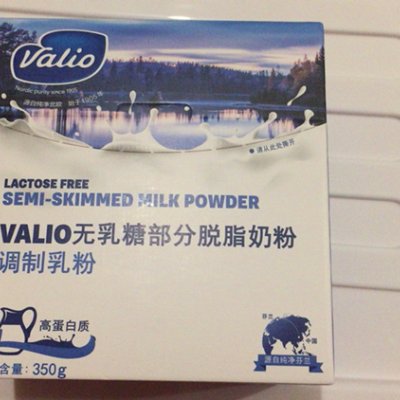 Valio
Nordic purity since 1905
源自纯净北欧 始于1905年
请从此处撕开
LACTOSE FREE
SEMI-SKIMMED MILK POWDER
VALIO无乳糖部分脱脂奶粉
调制乳粉
高蛋白质
芬兰
中国
源自纯净芬兰
含量: 350g